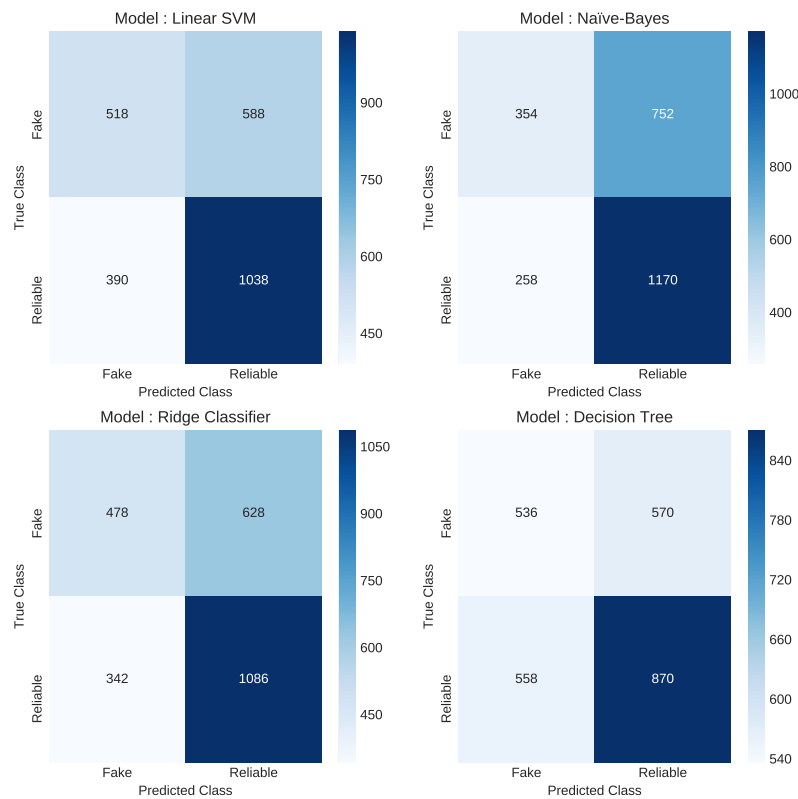 Model : Linear SVM
518
588
390
1038
Fake
Reliable
True Class
Fake
Reliable
Predicted Class
900
750
600
450
Model : Naïve-Bayes
354
752
258
1170
Fake
Reliable
True Class
Fake
Reliable
Predicted Class
1000
800
600
400
Model : Ridge Classifier
478
628
342
1086
Fake
Reliable
True Class
Fake
Reliable
Predicted Class
1050
900
750
600
450
Model : Decision Tree
536
570
558
870
Fake
Reliable
True Class
Fake
Reliable
Predicted Class
840
780
720
660
600
540